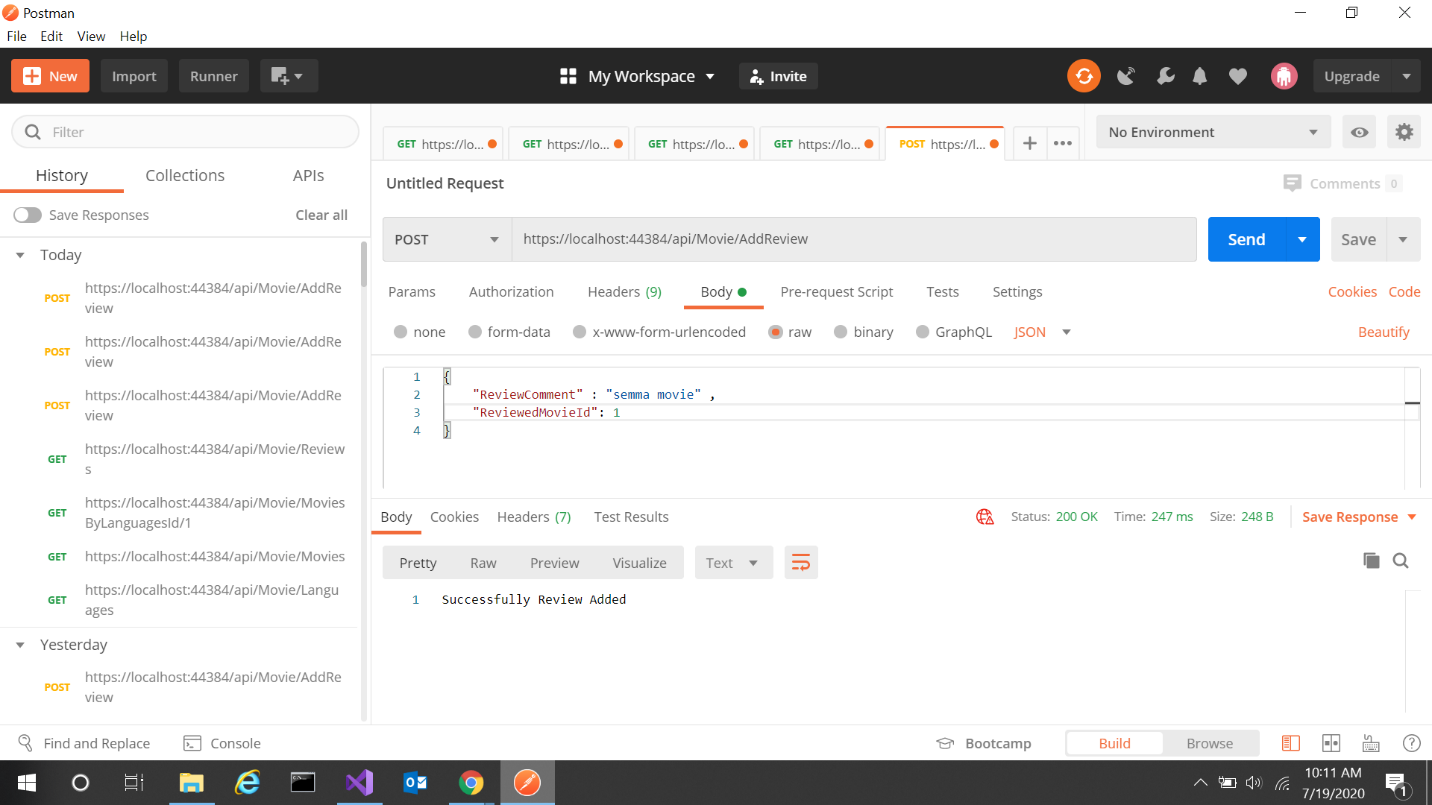 Postman
File Edit View Help
New Import Runner My Workspace Invite Upgrade
Filter
History Collections APIs
Save Responses Clear all
Today
POST https://localhost:44384/api/Movie/AddRe
view
POST https://localhost:44384/api/Movie/AddRe
view
POST https://localhost:44384/api/Movie/AddRe
view
GET https://localhost:44384/api/Movie/Review
s
GET https://localhost:44384/api/Movie/Movies
ByLanguagesId/1
GET https://localhost:44384/api/Movie/Movies
GET https://localhost:44384/api/Movie/Langu
ages
Yesterday
POST https://localhost:44384/api/Movie/AddRe
view
GET https://lo... GET https://lo... GET https://lo... GET https://lo... POST https://l... + ••• No Environment
Untitled Request Comments 0
POST https://localhost:44384/api/Movie/AddReview Send Save
Params Authorization Headers (9) Body Pre-request Script Tests Settings Cookies Code
none form-data x-www-form-urlencoded raw binary GraphQL JSON Beautify
1 {
2 "ReviewComment" : "semma movie" ,
3 "ReviewedMovieId": 1
4 }
Body Cookies Headers (7) Test Results Status: 200 OK Time: 247 ms Size: 248 B Save Response
Pretty Raw Preview Visualize Text
1 Successfully Review Added
Find and Replace Console Bootcamp Build Browse
10:11 AM
7/19/2020
1